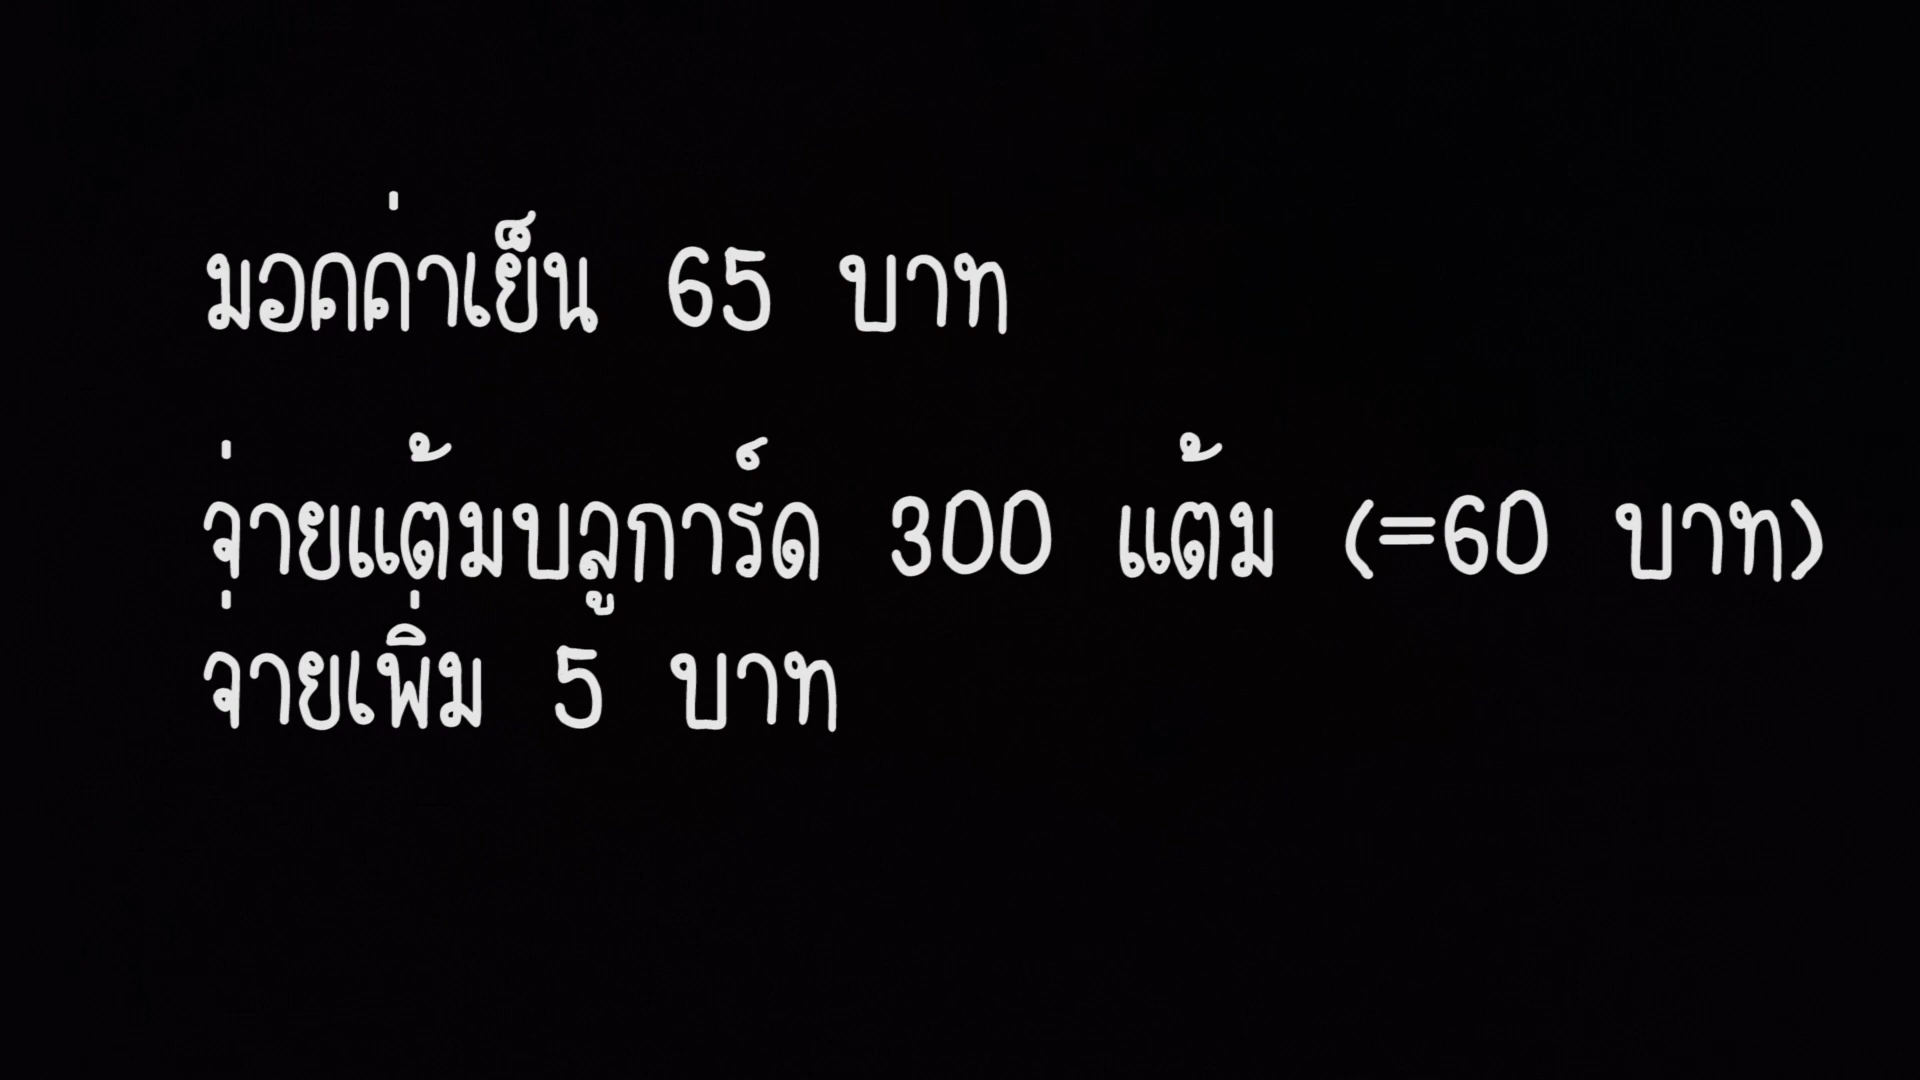 มอคค่าเย็น 65 บาท
จ่ายแต้มบลูการ์ด 300 แต้ม (=60 บาท)
จ่ายเพิ่ม 5 บาท